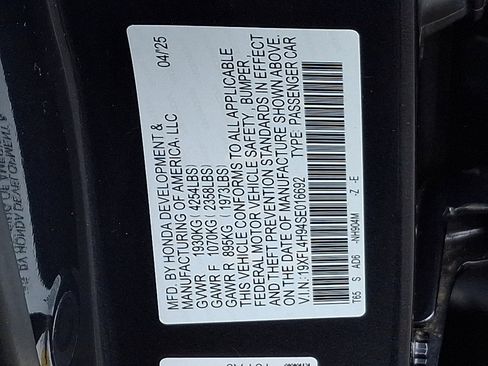 MFD. BY HONDA DEVELOPMENT & 04/25
MANUFACTURING OF AMERICA, LLC
GVWR 1930KG(4254LBS)
GAWR F 1070KG(2358LBS)
GAWR R 895KG(1973LBS)
THIS VEHICLE CONFORMS TO ALL APPLICABLE
FEDERAL MOTOR VEHICLE SAFETY, BUMPER,
AND THEFT PREVENTION STANDARDS IN EFFECT
ON THE DATE OF MANUFACTURE SHOWN ABOVE.
V.I.N.:19XFL4H94SE016692 TYPE:PASSENGER CAR
T65 S AD6 -NH904M -Z -E